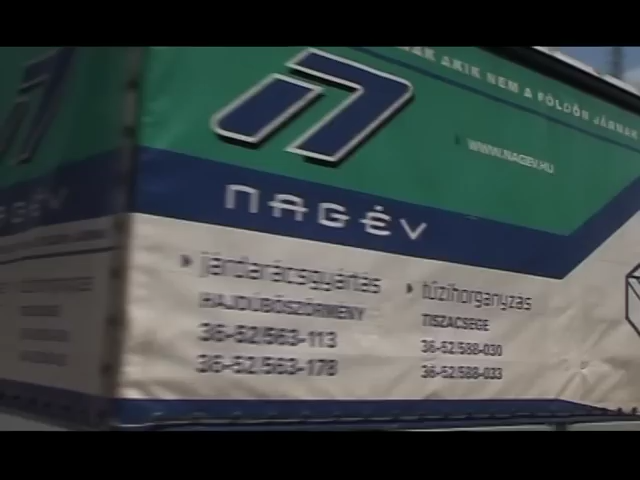 AKIK NEM A FÖLDÖN JÁRNAK
WWW.NAGEV.HU
NAGÉV
járdarácsgyártás
HAJDÚBÖSZÖRMÉNY
36-52/563-113
36-52/563-178
tűzihorganyzás
TISZACSEGE
36-52/588-030
36-52/588-033